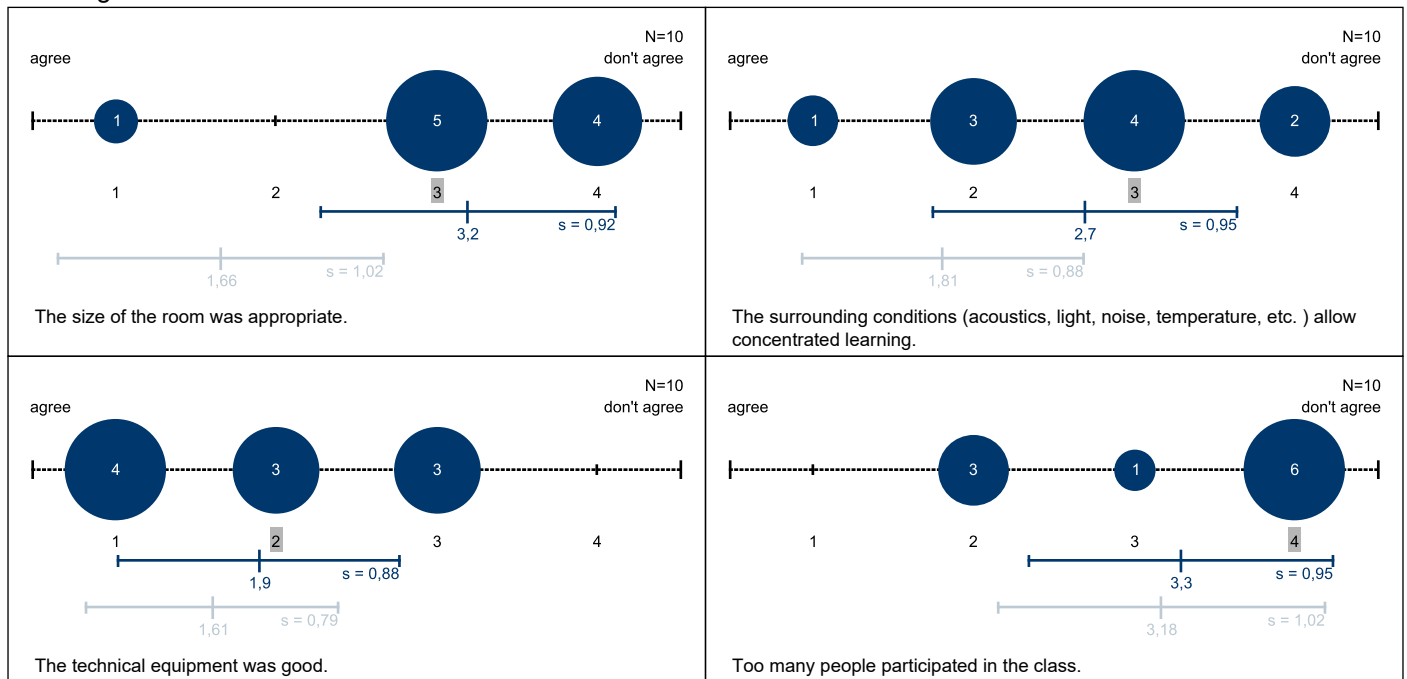 N=10
agree
don't agree
1
5
4
1
2
3
4
s = 0,92
3,2
s = 1,02
1,66
The size of the room was appropriate.
N=10
agree
don't agree
1
3
4
2
1
2
3
4
s = 0,95
2,7
s = 0,88
1,81
The surrounding conditions (acoustics, light, noise, temperature, etc. ) allow
concentrated learning.
N=10
agree
don't agree
4
3
3
1
2
3
4
s = 0,88
1,9
s = 0,79
1,61
The technical equipment was good.
N=10
agree
don't agree
3
1
6
1
2
3
4
s = 0,95
3,3
s = 1,02
3,18
Too many people participated in the class.